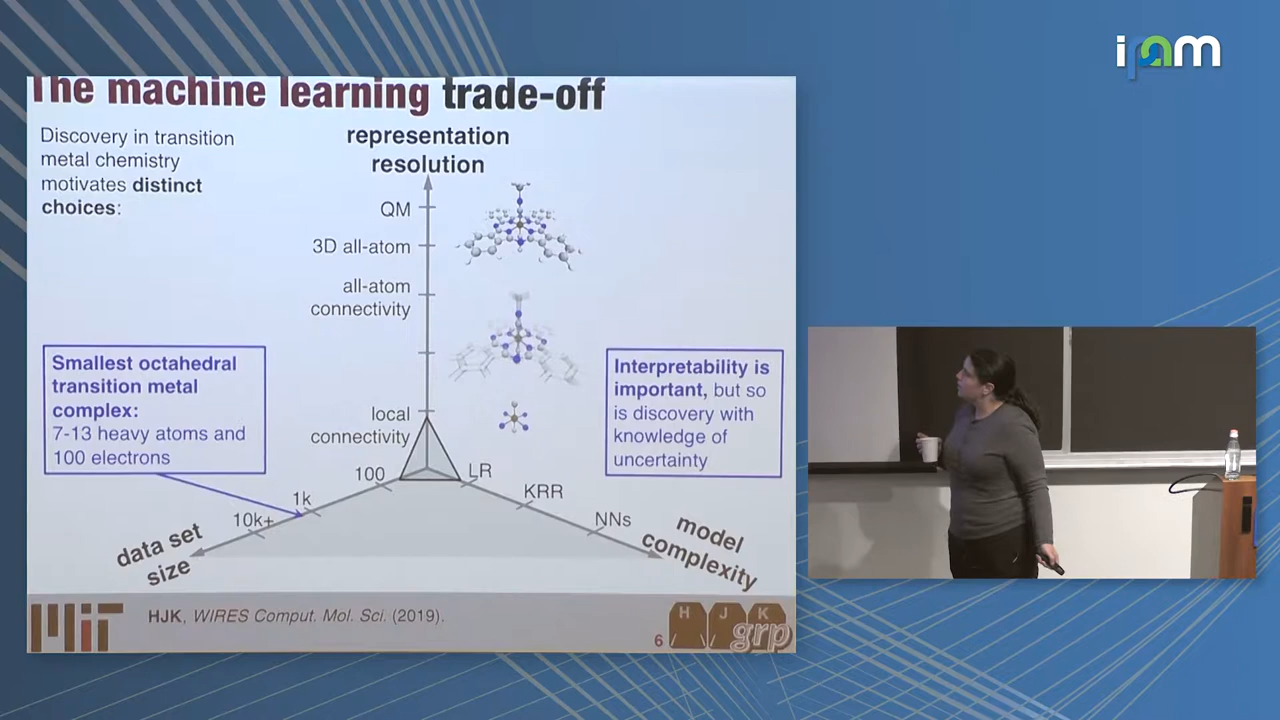 ipam
The machine learning trade-off
Discovery in transition
metal chemistry
motivates distinct
choices:
representation
resolution
QM
3D all-atom
all-atom
connectivity
local
connectivity
Smallest octahedral
transition metal
complex:
7-13 heavy atoms and
100 electrons
Interpretability is
important, but so
is discovery with
knowledge of
uncertainty
100
1k
10k+
data set
size
LR
KRR
NNs
model
complexity
MIT
HJK, WIRES Comput. Mol. Sci. (2019).
6
H J K
grp